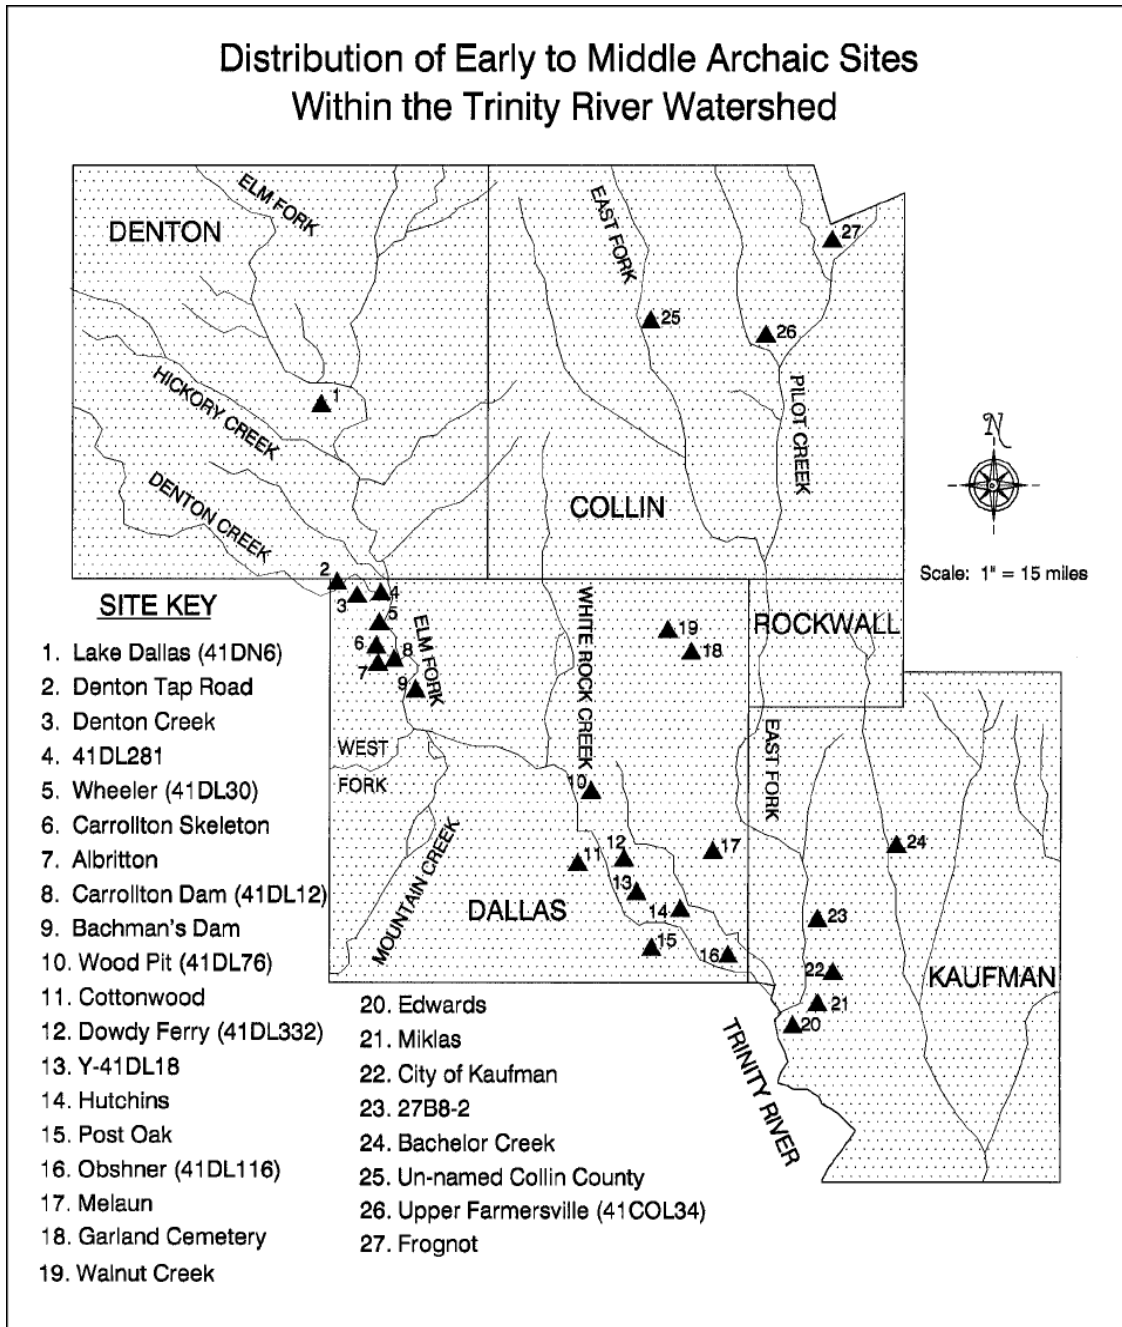 Distribution of Early to Middle Archaic Sites
Within the Trinity River Watershed
DENTON
ELM FORK
EAST FORK
27
25
26
1
HICKORY CREEK
PILOT CREEK
N
DENTON CREEK
COLLIN
Scale: 1" = 15 miles
2
3
4
5
6
7
8
9
ELM FORK
WHITE ROCK CREEK
19
18
ROCKWALL
WEST
FORK
EAST FORK
10
MOUNTAIN CREEK
11
12
13
14
15
16
17
DALLAS
24
23
22
21
20
KAUFMAN
TRINITY RIVER
SITE KEY
1. Lake Dallas (41DN6)
2. Denton Tap Road
3. Denton Creek
4. 41DL281
5. Wheeler (41DL30)
6. Carrollton Skeleton
7. Albritton
8. Carrollton Dam (41DL12)
9. Bachman's Dam
10. Wood Pit (41DL76)
11. Cottonwood
12. Dowdy Ferry (41DL332)
13. Y-41DL18
14. Hutchins
15. Post Oak
16. Obshner (41DL116)
17. Melaun
18. Garland Cemetery
19. Walnut Creek
20. Edwards
21. Miklas
22. City of Kaufman
23. 27B8-2
24. Bachelor Creek
25. Un-named Collin County
26. Upper Farmersville (41COL34)
27. Frognot